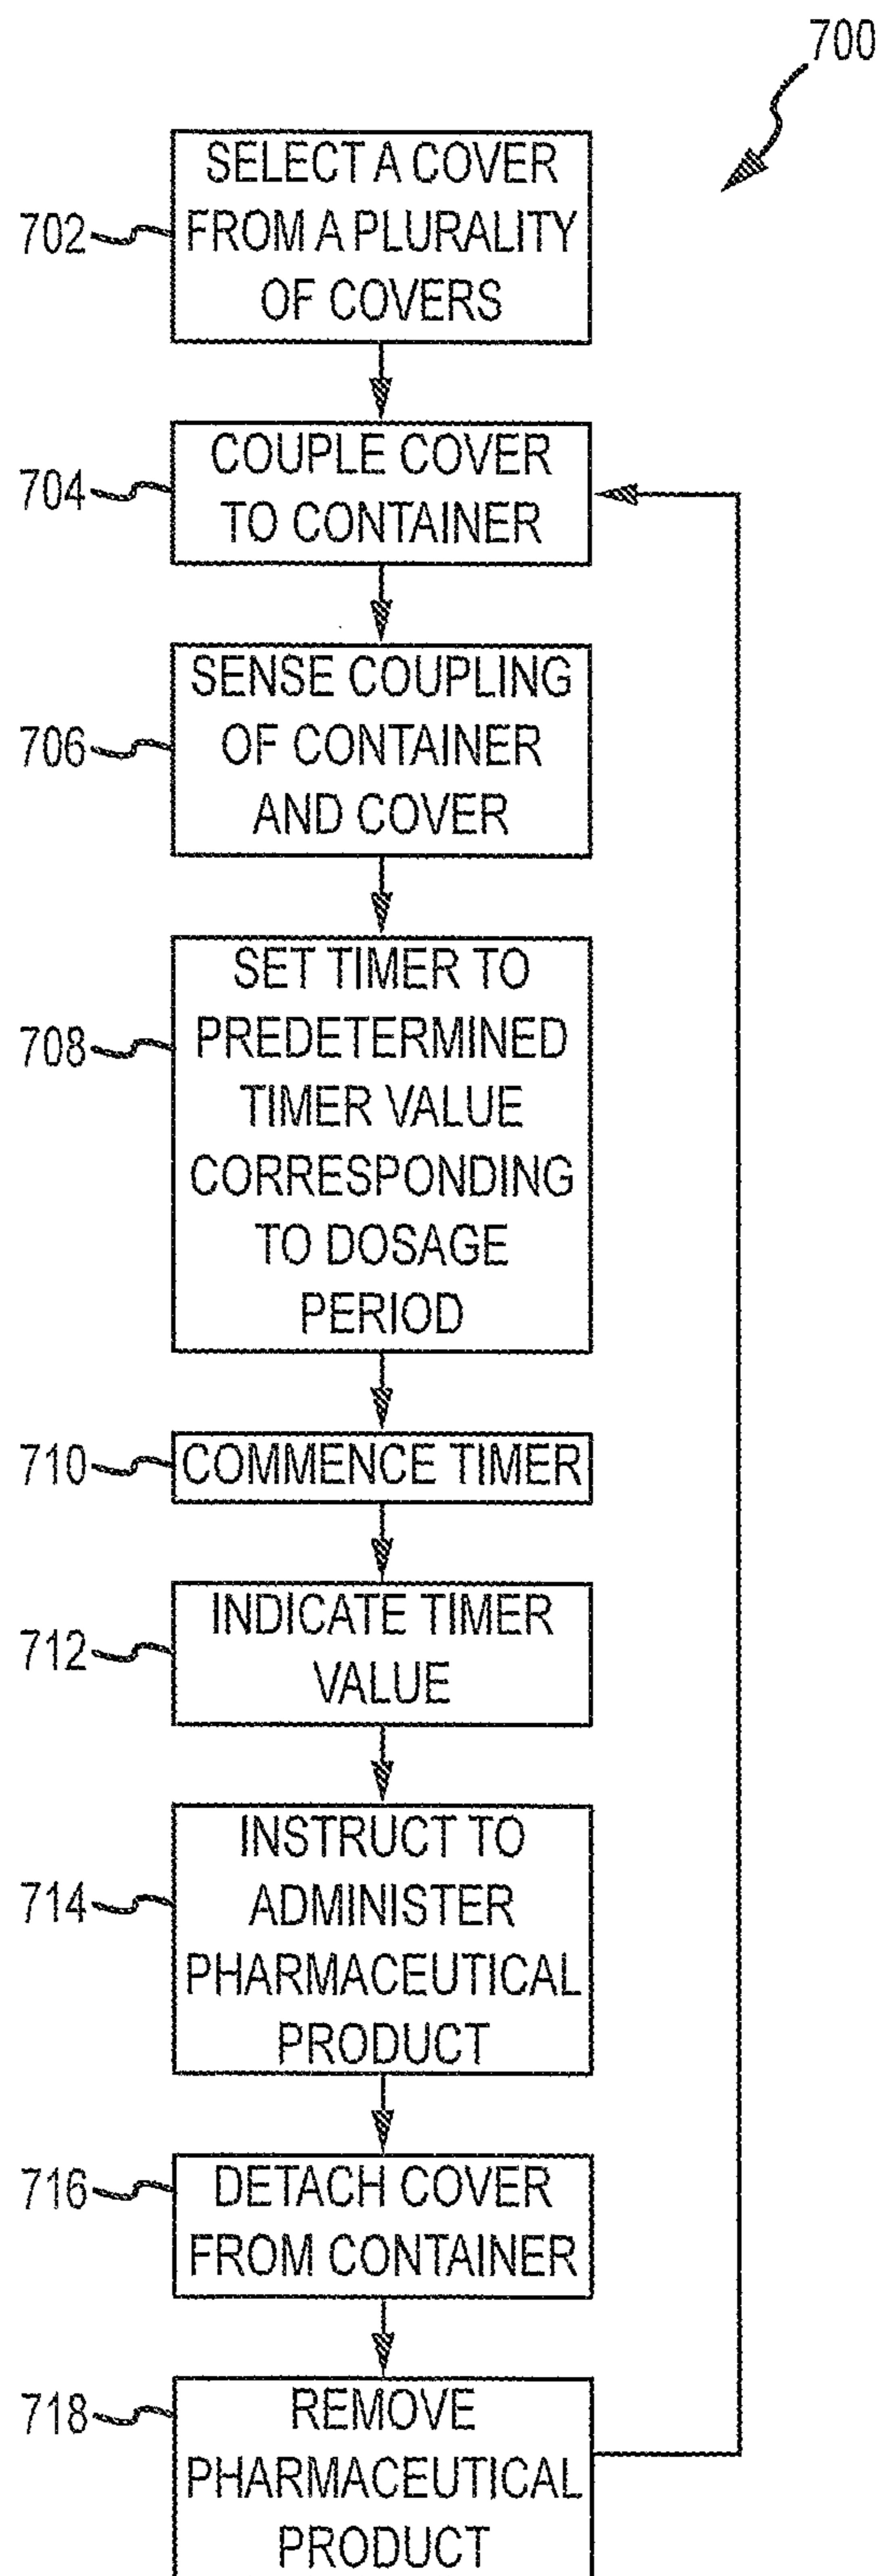 700
702
SELECT A COVER
FROM A PLURALITY
OF COVERS
704
COUPLE COVER
TO CONTAINER
706
SENSE COUPLING
OF CONTAINER
AND COVER
708
SET TIMER TO
PREDETERMINED
TIMER VALUE
CORRESPONDING
TO DOSAGE
PERIOD
710
COMMENCE TIMER
712
INDICATE TIMER
VALUE
714
INSTRUCT TO
ADMINISTER
PHARMACEUTICAL
PRODUCT
716
DETACH COVER
FROM CONTAINER
718
REMOVE
PHARMACEUTICAL
PRODUCT